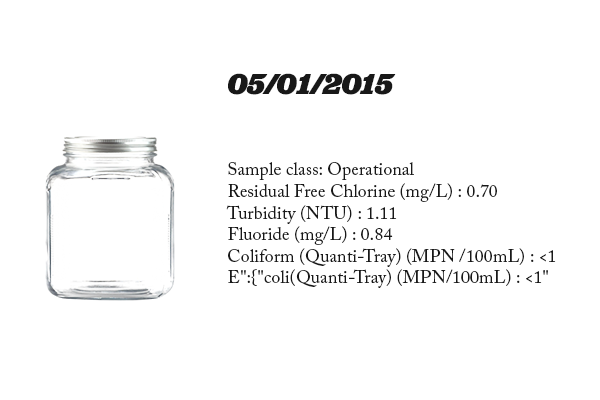 05/01/2015
Sample class: Operational
Residual Free Chlorine (mg/L) : 0.70
Turbidity (NTU) : 1.11
Fluoride (mg/L) : 0.84
Coliform (Quanti-Tray) (MPN /100mL) : <1
E":{"coli(Quanti-Tray) (MPN/100mL) : <1"